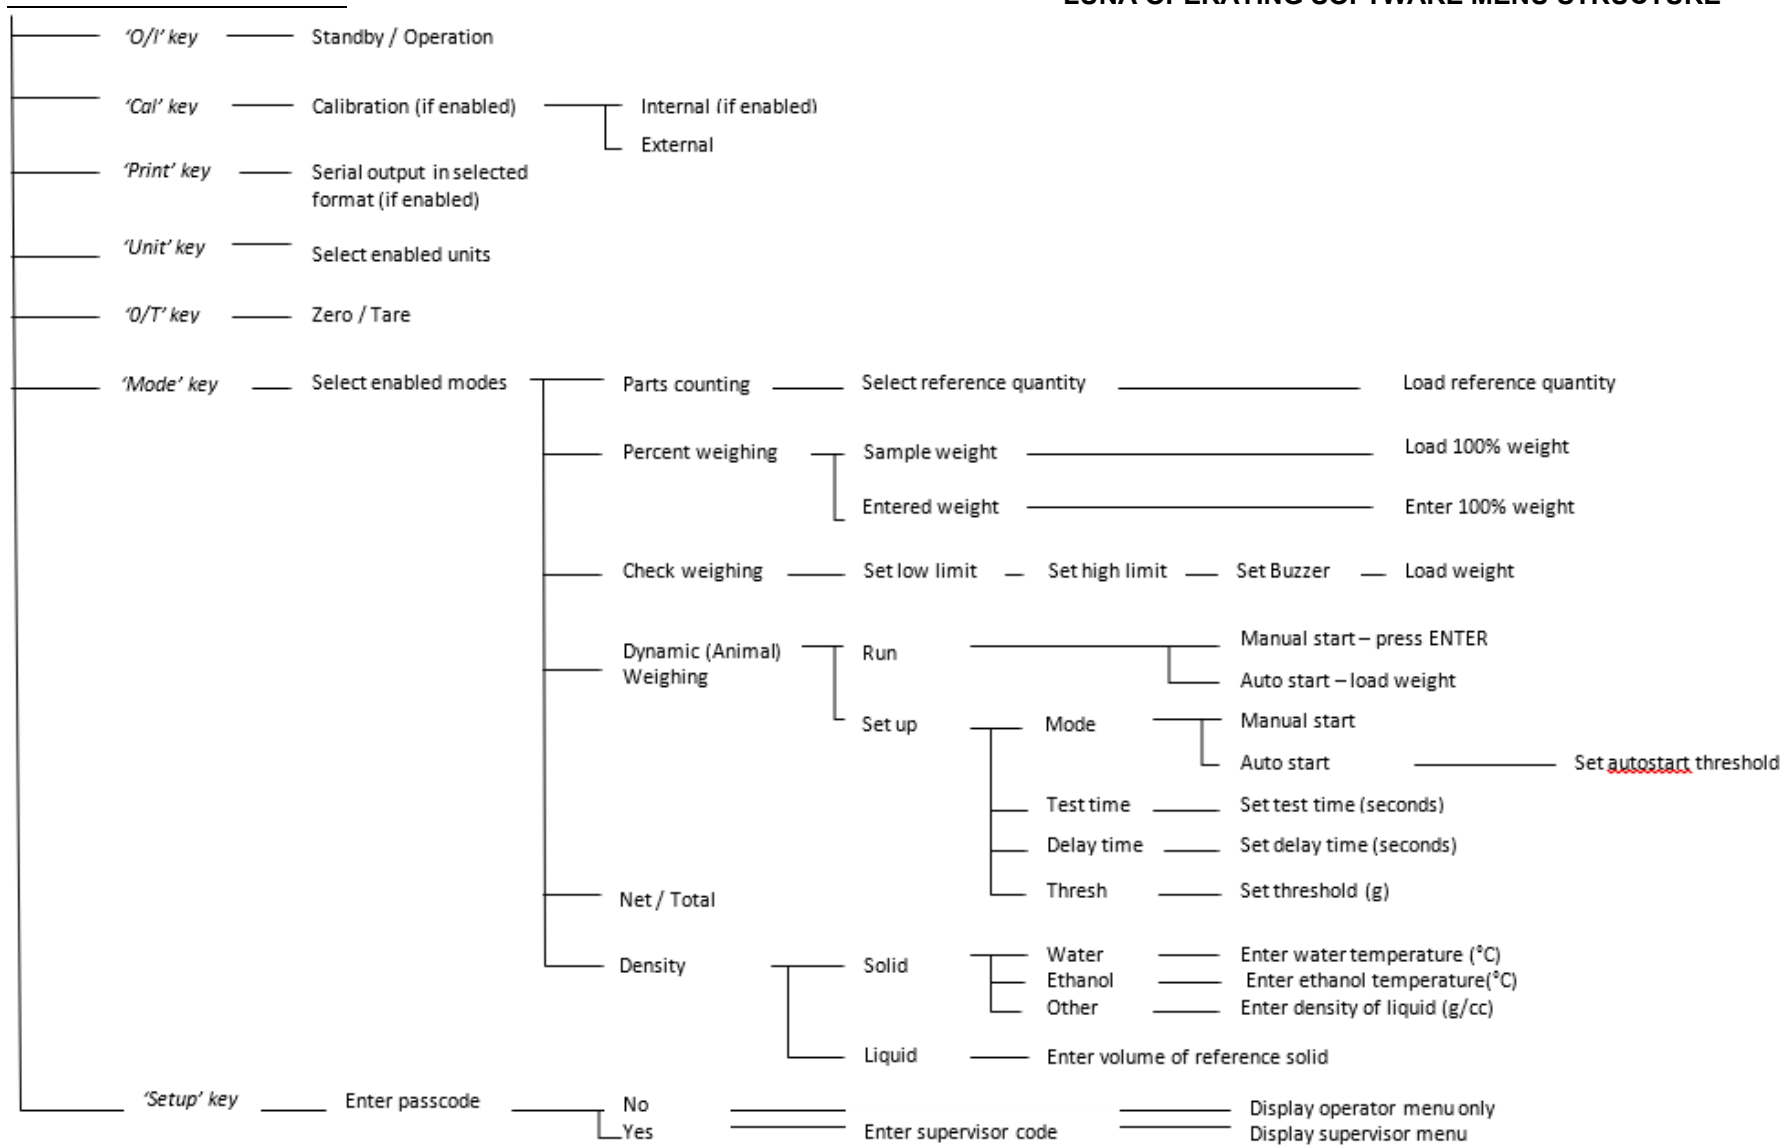 LUNA OPERATING SOFTWARE MENU STRUCTURE
‘O/I’ key Standby / Operation
‘Cal’ key Calibration (if enabled) Internal (if enabled)
External
‘Print’ key Serial output in selected
format (if enabled)
‘Unit’ key Select enabled units
‘0/T’ key Zero / Tare
‘Mode’ key Select enabled modes Parts counting Select reference quantity Load reference quantity
Percent weighing Sample weight Load 100% weight
Entered weight Enter 100% weight
Check weighing Set low limit Set high limit Set Buzzer Load weight
Dynamic (Animal) Run Manual start – press ENTER
Weighing
Auto start – load weight
Set up Mode Manual start
Auto start Set autostart threshold
Test time Set test time (seconds)
Delay time Set delay time (seconds)
Thresh Set threshold (g)
Net / Total
Density Solid Water Enter water temperature (°C)
Ethanol Enter ethanol temperature(°C)
Other Enter density of liquid (g/cc)
Liquid Enter volume of reference solid
‘Setup’ key Enter passcode No Display operator menu only
Yes Enter supervisor code Display supervisor menu